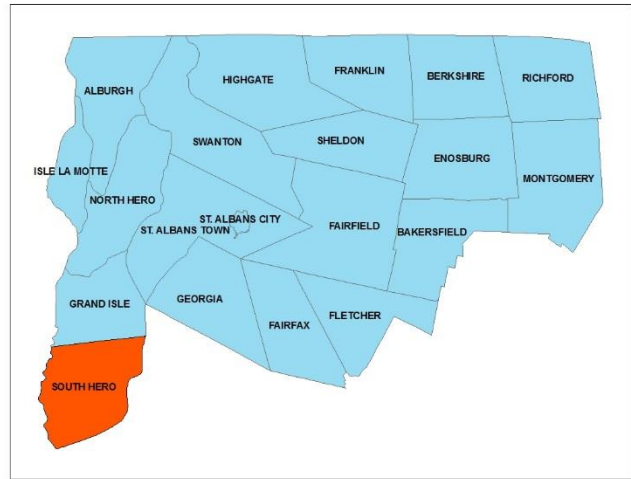 FRANKLIN
BERKSHIRE
RICHFORD
HIGHGATE
ALBURGH
SWANTON
SHELDON
ENOSBURG
ISLE LA MOTTE
MONTGOMERY
NORTH HERO
ST. ALBANS CITY
ST. ALBANS TOWN
FAIRFIELD
BAKERSFIELD
GRAND ISLE
GEORGIA
FLETCHER
FAIRFAX
SOUTH HERO